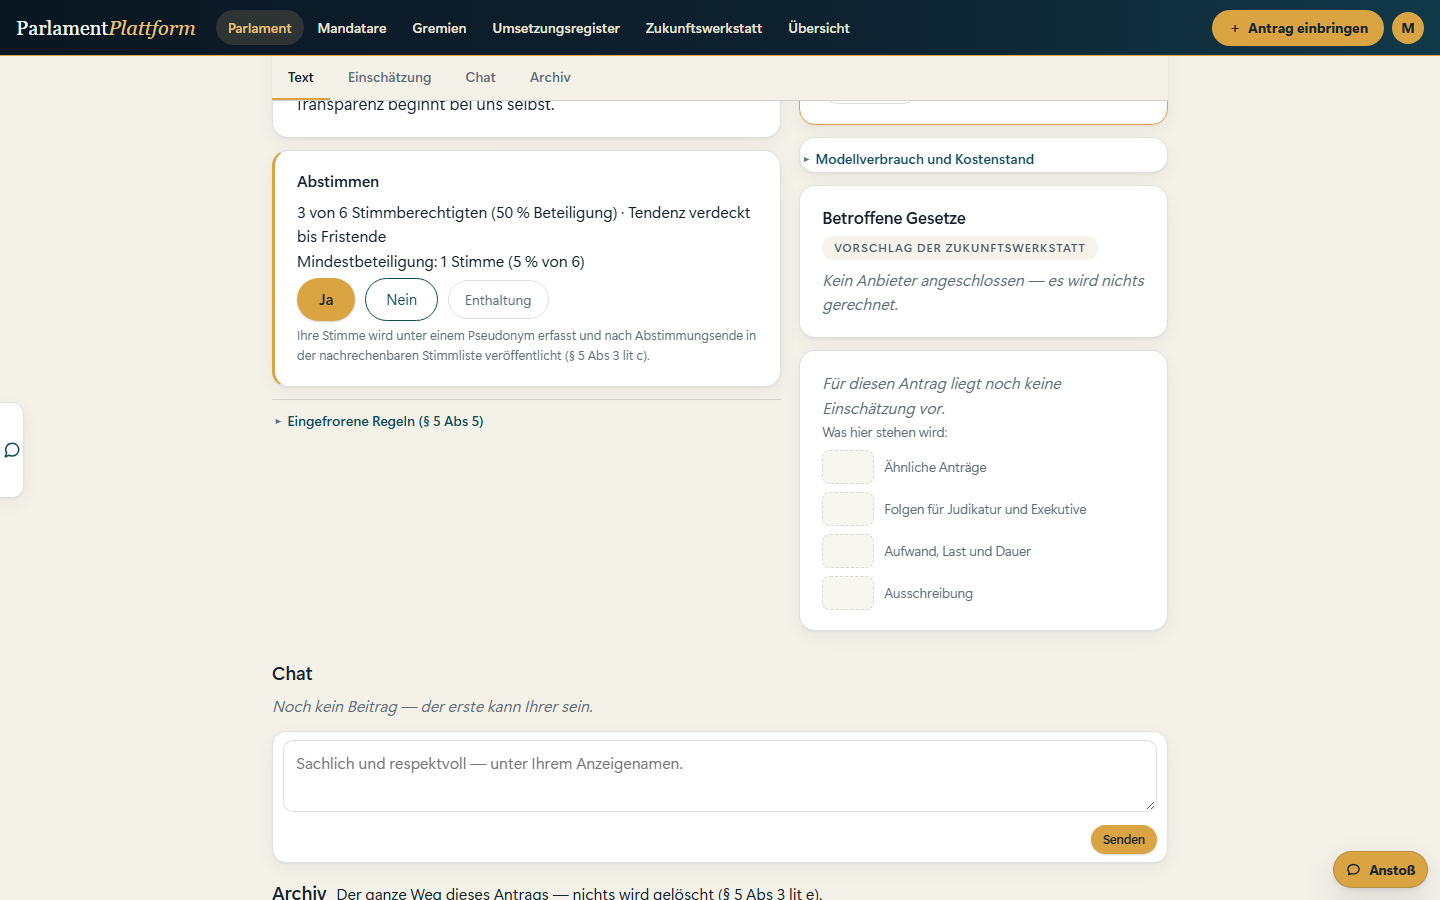 ParlamentPlattform
Parlament
Mandatare
Gremien
Umsetzungsregister
Zukunftswerkstatt
Übersicht
+ Antrag einbringen
M
Text
Einschätzung
Chat
Archiv
Transparenz beginnt bei uns selbst.
Abstimmen
3 von 6 Stimmberechtigten (50 % Beteiligung) · Tendenz verdeckt
bis Fristende
Mindestbeteiligung: 1 Stimme (5 % von 6)
Ja
Nein
Enthaltung
Ihre Stimme wird unter einem Pseudonym erfasst und nach Abstimmungsende in
der nachrechenbaren Stimmliste veröffentlicht (§ 5 Abs 3 lit c).
Eingefrorene Regeln (§ 5 Abs 5)
Modellverbrauch und Kostenstand
Betroffene Gesetze
VORSCHLAG DER ZUKUNFTSWERKSTATT
Kein Anbieter angeschlossen — es wird nichts
gerechnet.
Für diesen Antrag liegt noch keine
Einschätzung vor.
Was hier stehen wird:
Ähnliche Anträge
Folgen für Judikatur und Exekutive
Aufwand, Last und Dauer
Ausschreibung
Chat
Noch kein Beitrag — der erste kann Ihrer sein.
Sachlich und respektvoll — unter Ihrem Anzeigenamen.
Senden
Anstoß
Archiv Der ganze Weg dieses Antrags — nichts wird gelöscht (§ 5 Abs 3 lit e).